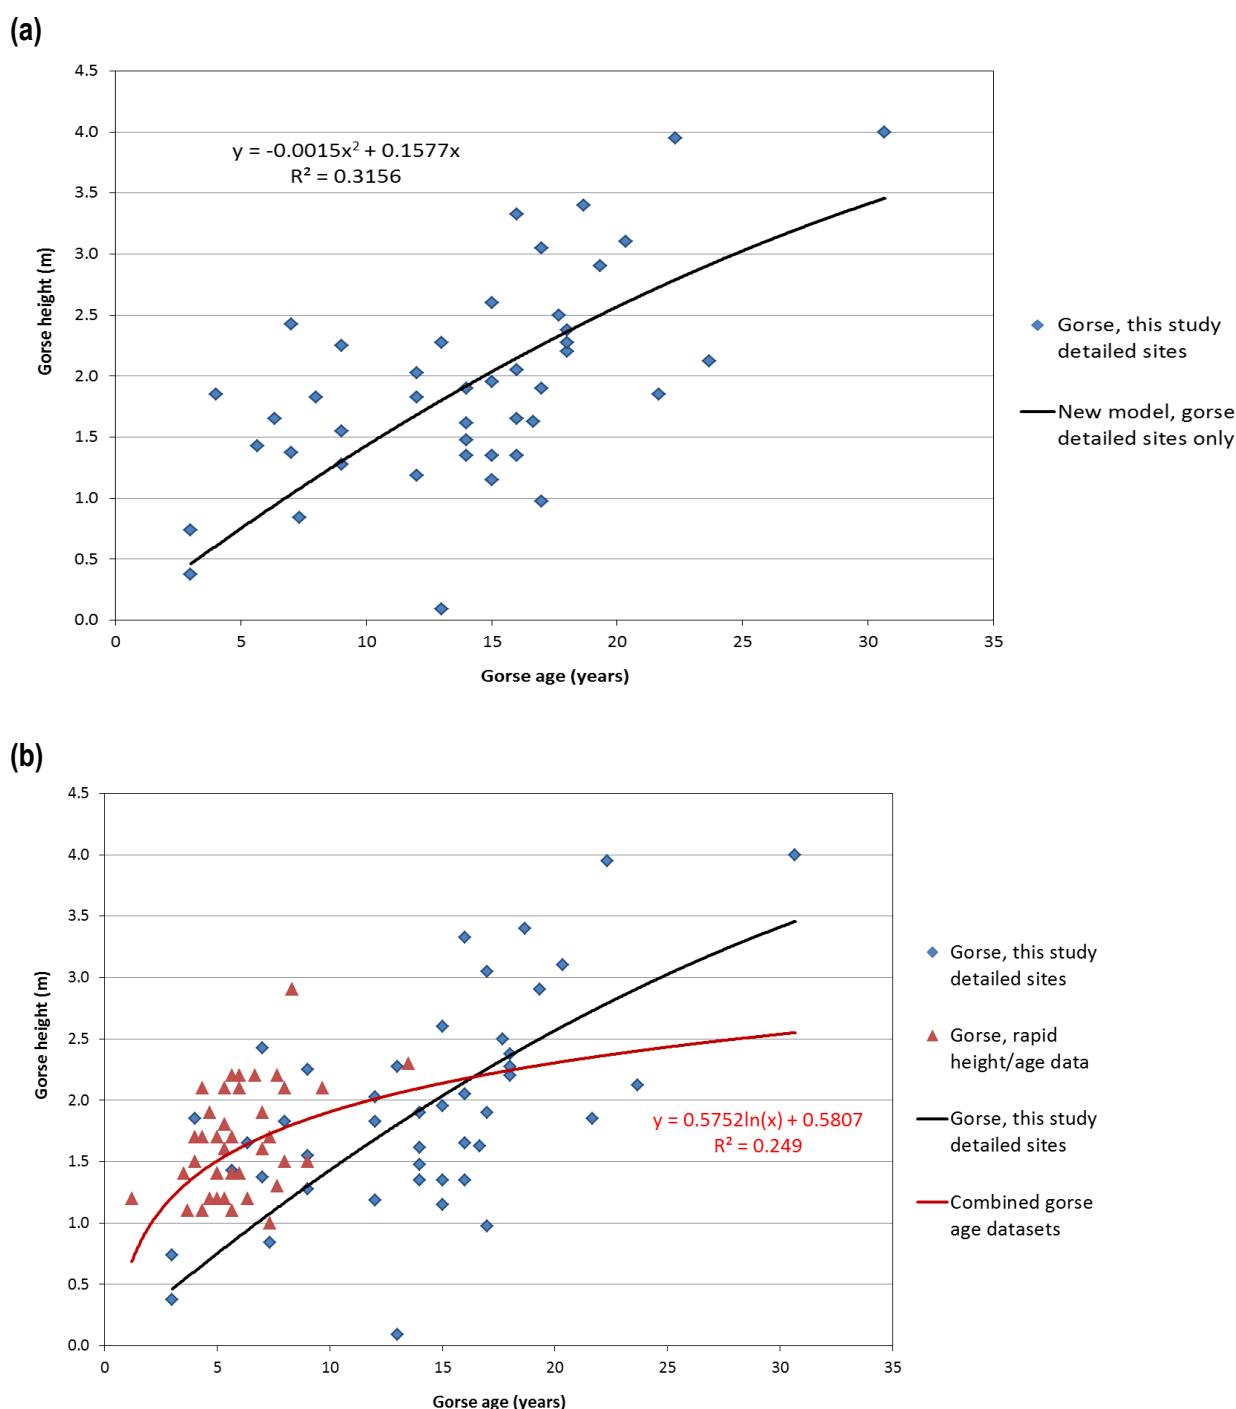 (a)
4.5
4.0
3.5
3.0
2.5
2.0
1.5
1.0
0.5
0.0
Gorse height (m)
y = -0.0015x² + 0.1577x
R² = 0.3156
0 5 10 15 20 25 30 35
Gorse age (years)
Gorse, this study
detailed sites
New model, gorse
detailed sites only
(b)
4.5
4.0
3.5
3.0
2.5
2.0
1.5
1.0
0.5
0.0
Gorse height (m)
y = 0.5752ln(x) + 0.5807
R² = 0.249
0 5 10 15 20 25 30 35
Gorse age (years)
Gorse, this study
detailed sites
Gorse, rapid
height/age data
Gorse, this study
detailed sites
Combined gorse
age datasets